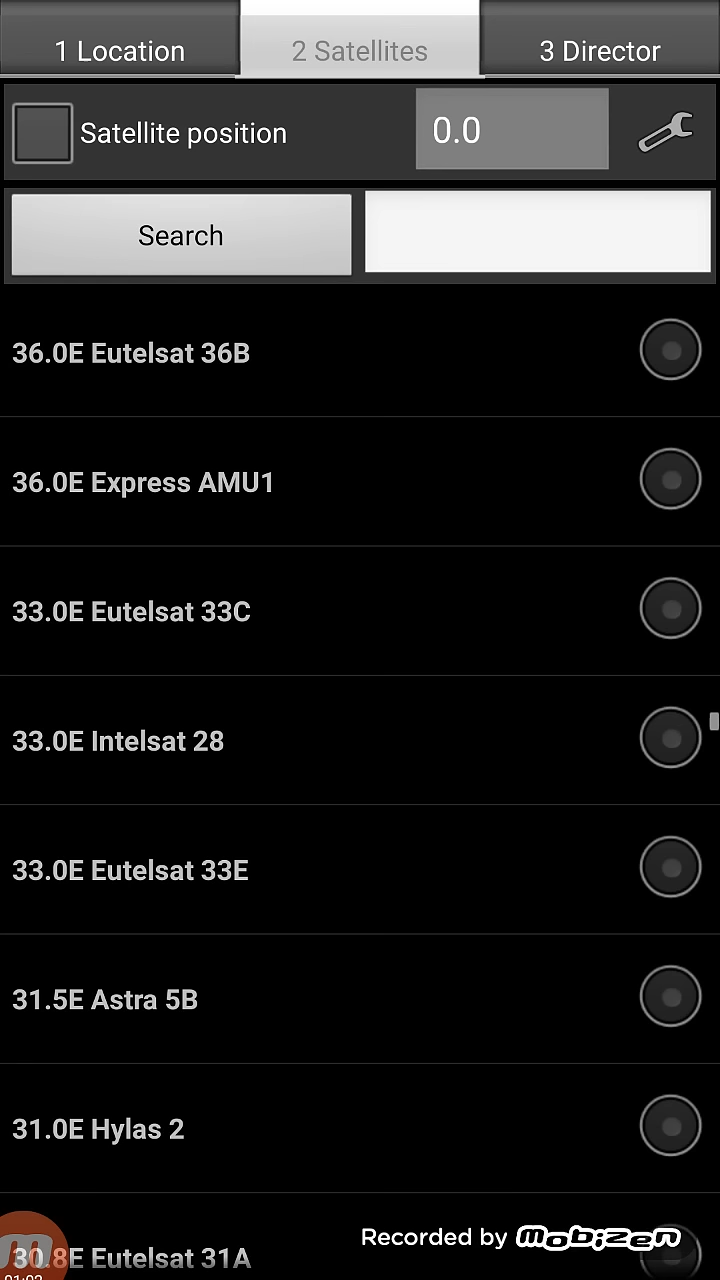 1 Location
2 Satellites
3 Director
Satellite position
0.0
Search
36.0E Eutelsat 36B
36.0E Express AMU1
33.0E Eutelsat 33C
33.0E Intelsat 28
33.0E Eutelsat 33E
31.5E Astra 5B
31.0E Hylas 2
Recorded by Mobizen
30.8E Eutelsat 31A
01:02